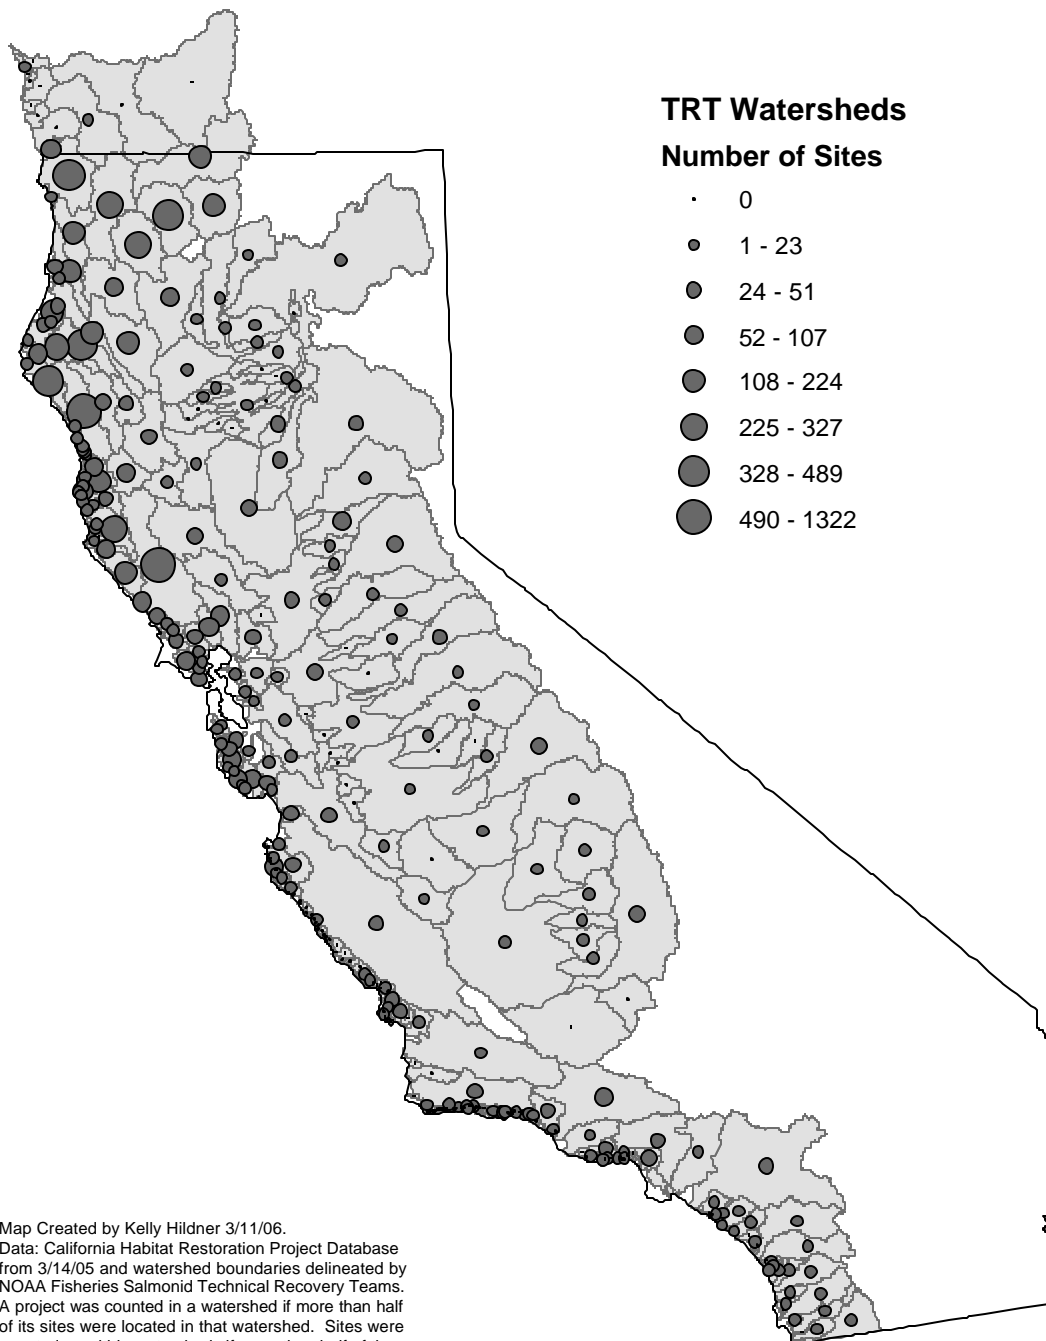 TRT Watersheds
Number of Sites
0
1 - 23
24 - 51
52 - 107
108 - 224
225 - 327
328 - 489
490 - 1322
Map Created by Kelly Hildner 3/11/06.
Data: California Habitat Restoration Project Database
from 3/14/05 and watershed boundaries delineated by
NOAA Fisheries Salmonid Technical Recovery Teams.
A project was counted in a watershed if more than half
of its sites were located in that watershed.  Sites were